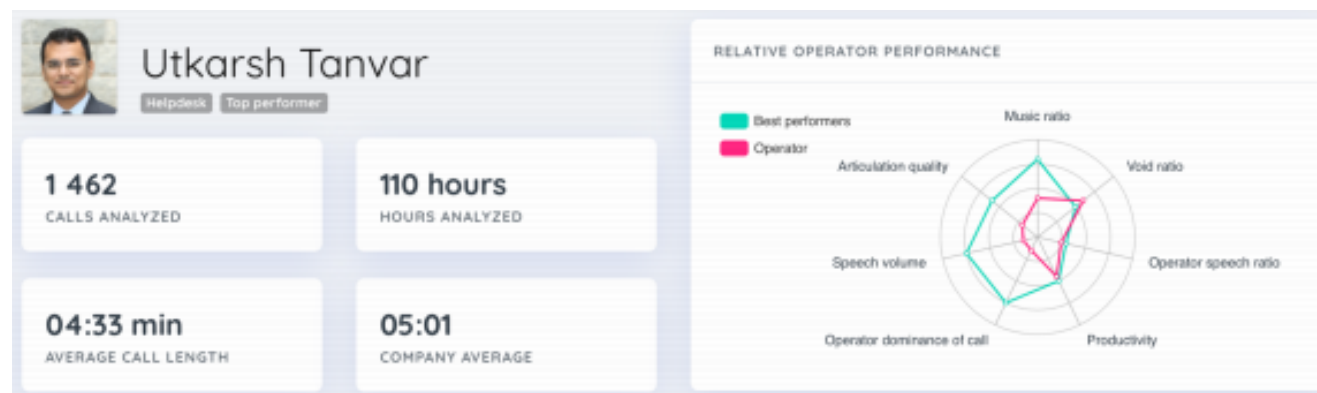 Utkarsh Tanvar
Helpdesk Top performer
1 462
CALLS ANALYZED
110 hours
HOURS ANALYZED
04:33 min
AVERAGE CALL LENGTH
05:01
COMPANY AVERAGE
RELATIVE OPERATOR PERFORMANCE
Best performers
Operator
Music ratio
Void ratio
Operator speech ratio
Productivity
Operator dominance of call
Speech volume
Articulation quality